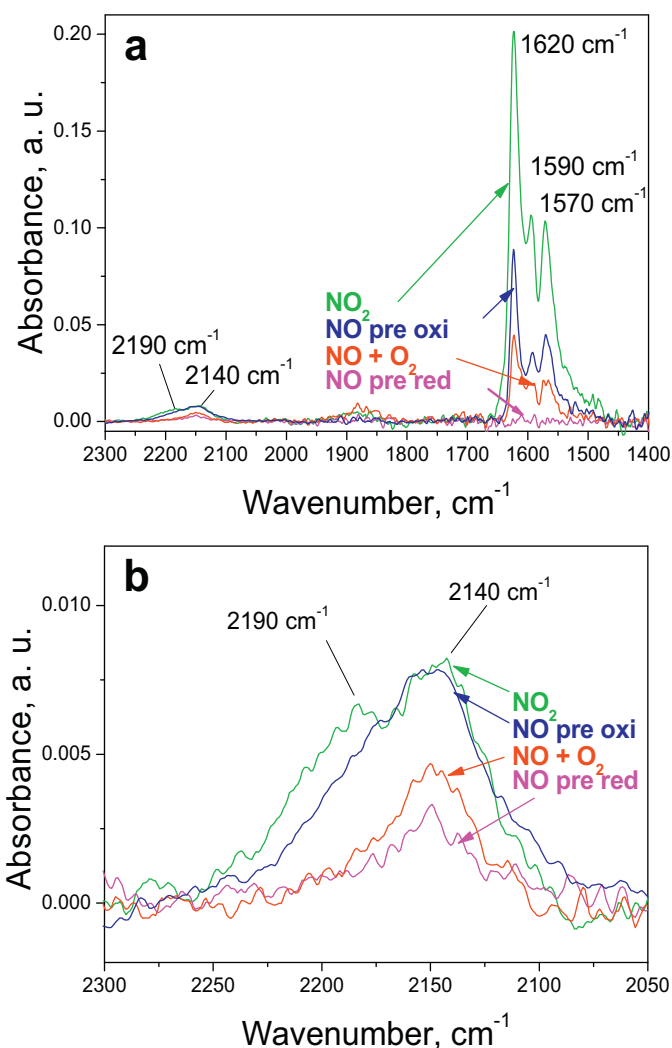 a
1620 cm⁻¹
1590 cm⁻¹
1570 cm⁻¹
NO₂
NO pre oxi
NO + O₂
NO pre red
2190 cm⁻¹
2140 cm⁻¹
Absorbance, a. u.
0.20
0.15
0.10
0.05
0.00
2300 2200 2100 2000 1900 1800 1700 1600 1500 1400
Wavenumber, cm⁻¹
b
2140 cm⁻¹
2190 cm⁻¹
NO₂
NO pre oxi
NO + O₂
NO pre red
Absorbance, a. u.
0.010
0.005
0.000
2300 2250 2200 2150 2100 2050
Wavenumber, cm⁻¹